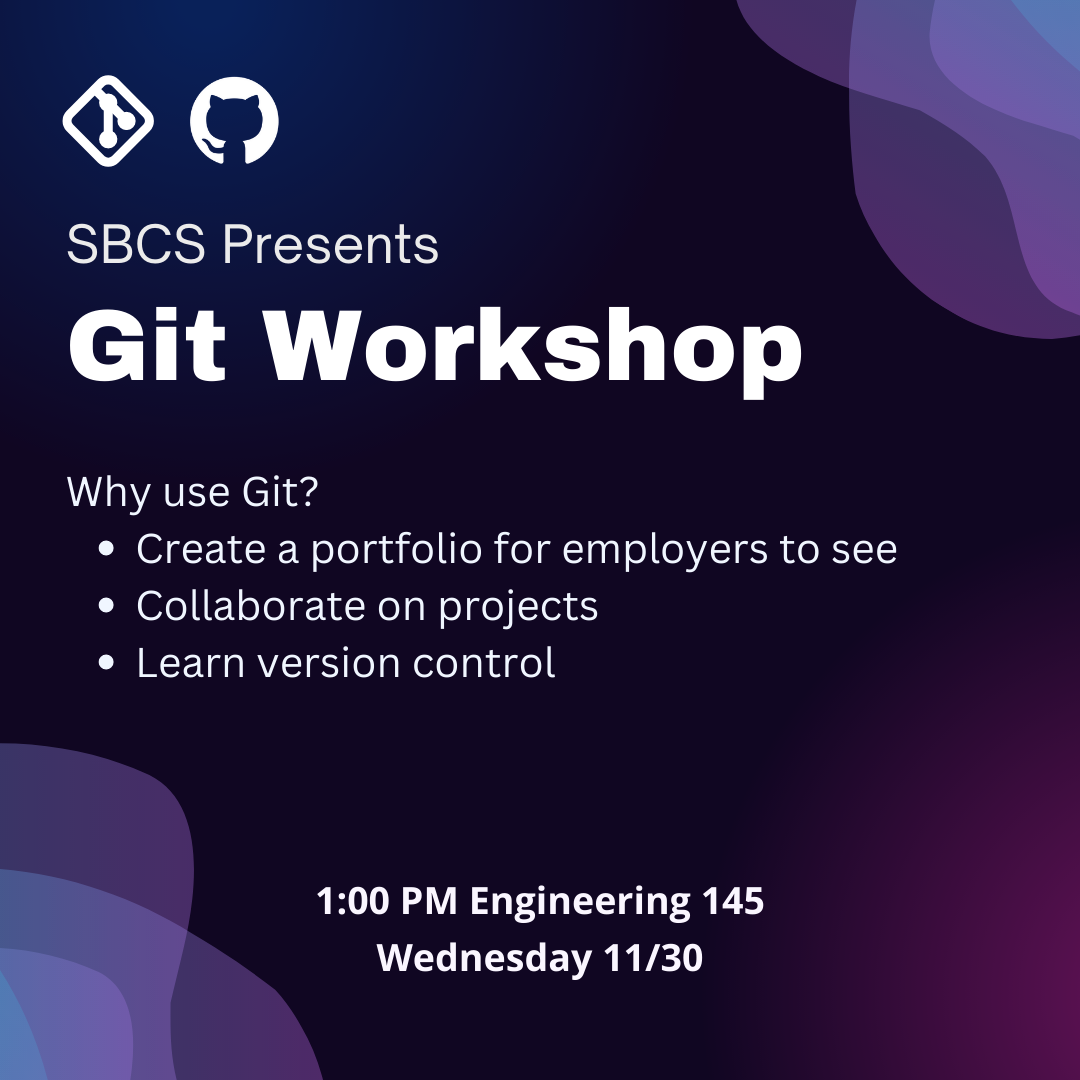 SBCS Presents
Git Workshop
Why use Git?
• Create a portfolio for employers to see
• Collaborate on projects
• Learn version control
1:00 PM Engineering 145
Wednesday 11/30